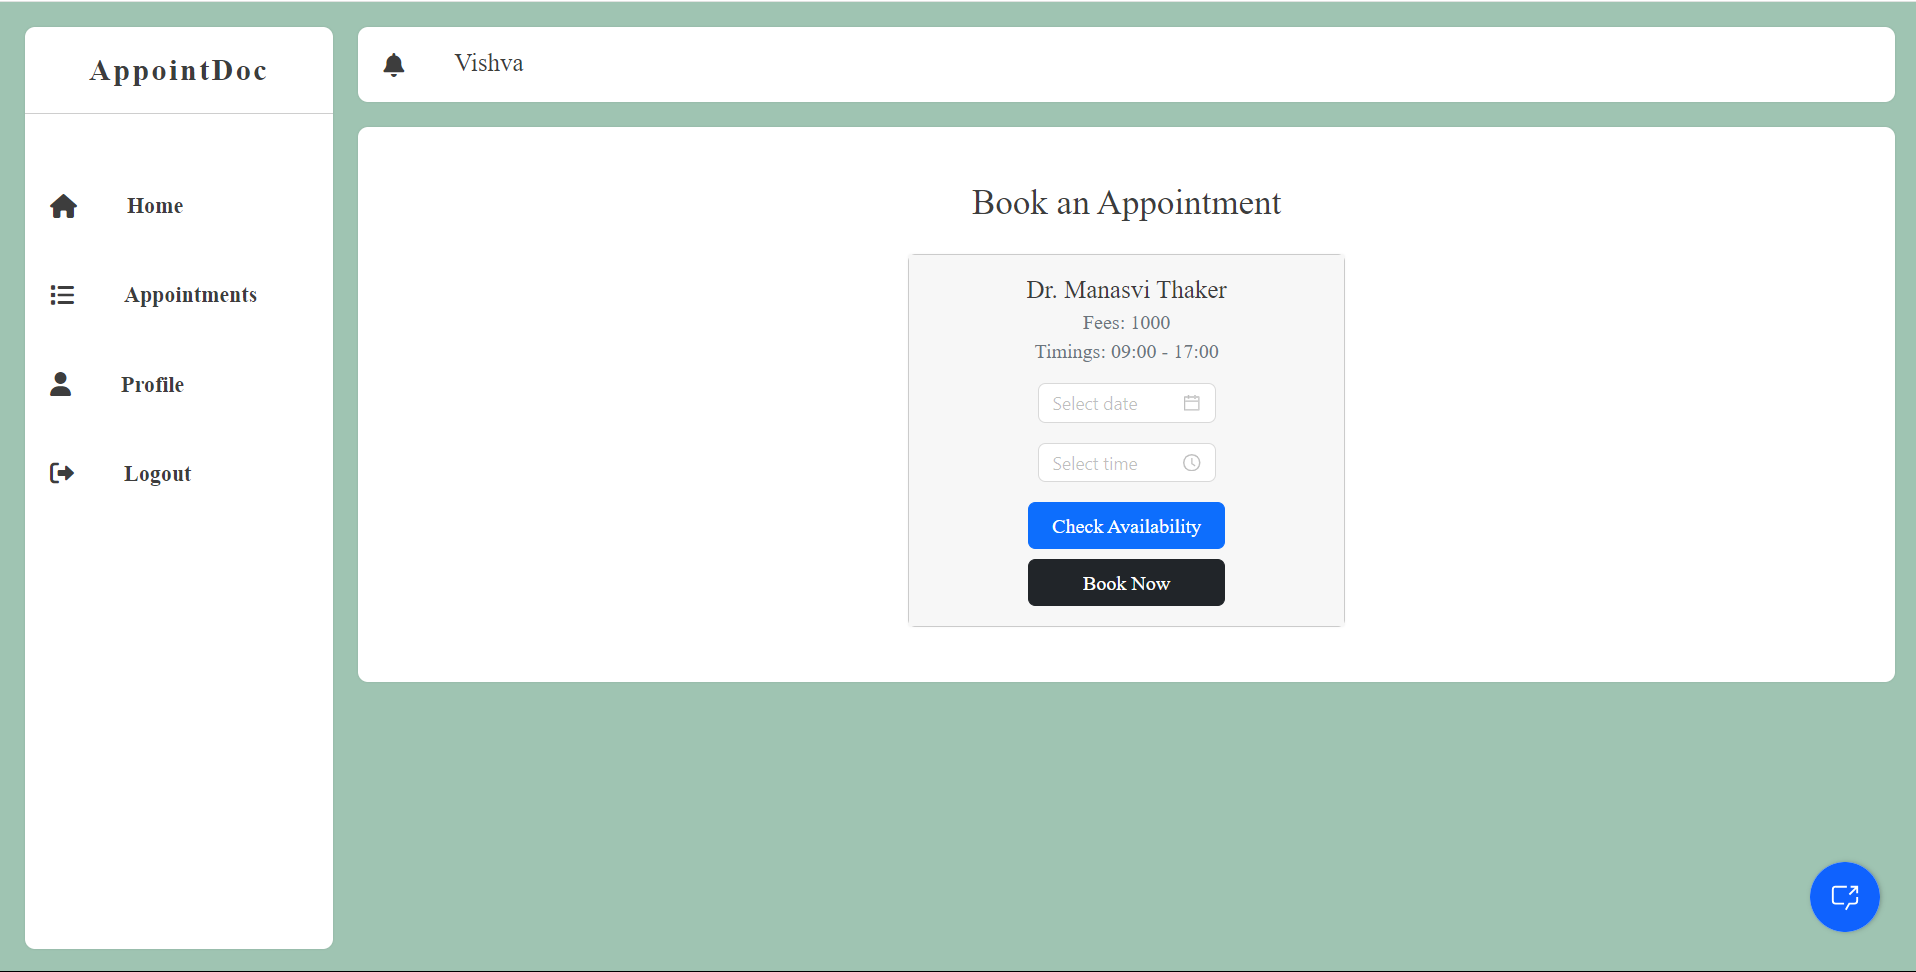 AppointDoc
Home
Appointments
Profile
Logout
Vishva
Book an Appointment
Dr. Manasvi Thaker
Fees: 1000
Timings: 09:00 - 17:00
Select date
Select time
Check Availability
Book Now